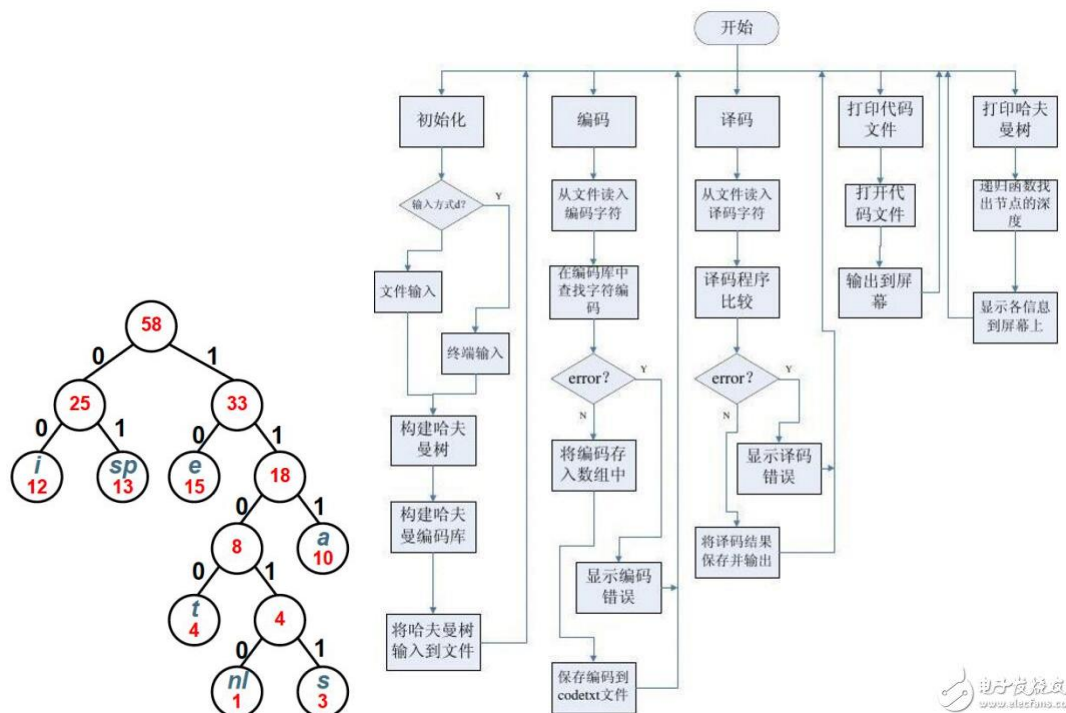 58
0
1
25
33
0
1
0
1
i
12
sp
13
e
15
18
0
1
8
a
10
0
1
t
4
4
0
1
nl
1
s
3
开始
初始化
输入方式d?
Y
文件输入
终端输入
构建哈夫
曼树
构建哈夫
曼编码库
将哈夫曼树
输入到文件
编码
从文件读入
编码字符
在编码库中
查找字符编
码
error?
Y
N
将编码存
入数组中
显示编码
错误
保存编码到
codetxt文件
译码
从文件读入
译码字符
译码程序
比较
error?
Y
N
显示译码
错误
将译码结果
保存并输出
打印代码
文件
打开代
码文件
输出到屏
幕
打印哈夫
曼树
递归函数找
出节点的深
度
显示各信息
到屏幕上
电子发烧友
www.elecfans.com